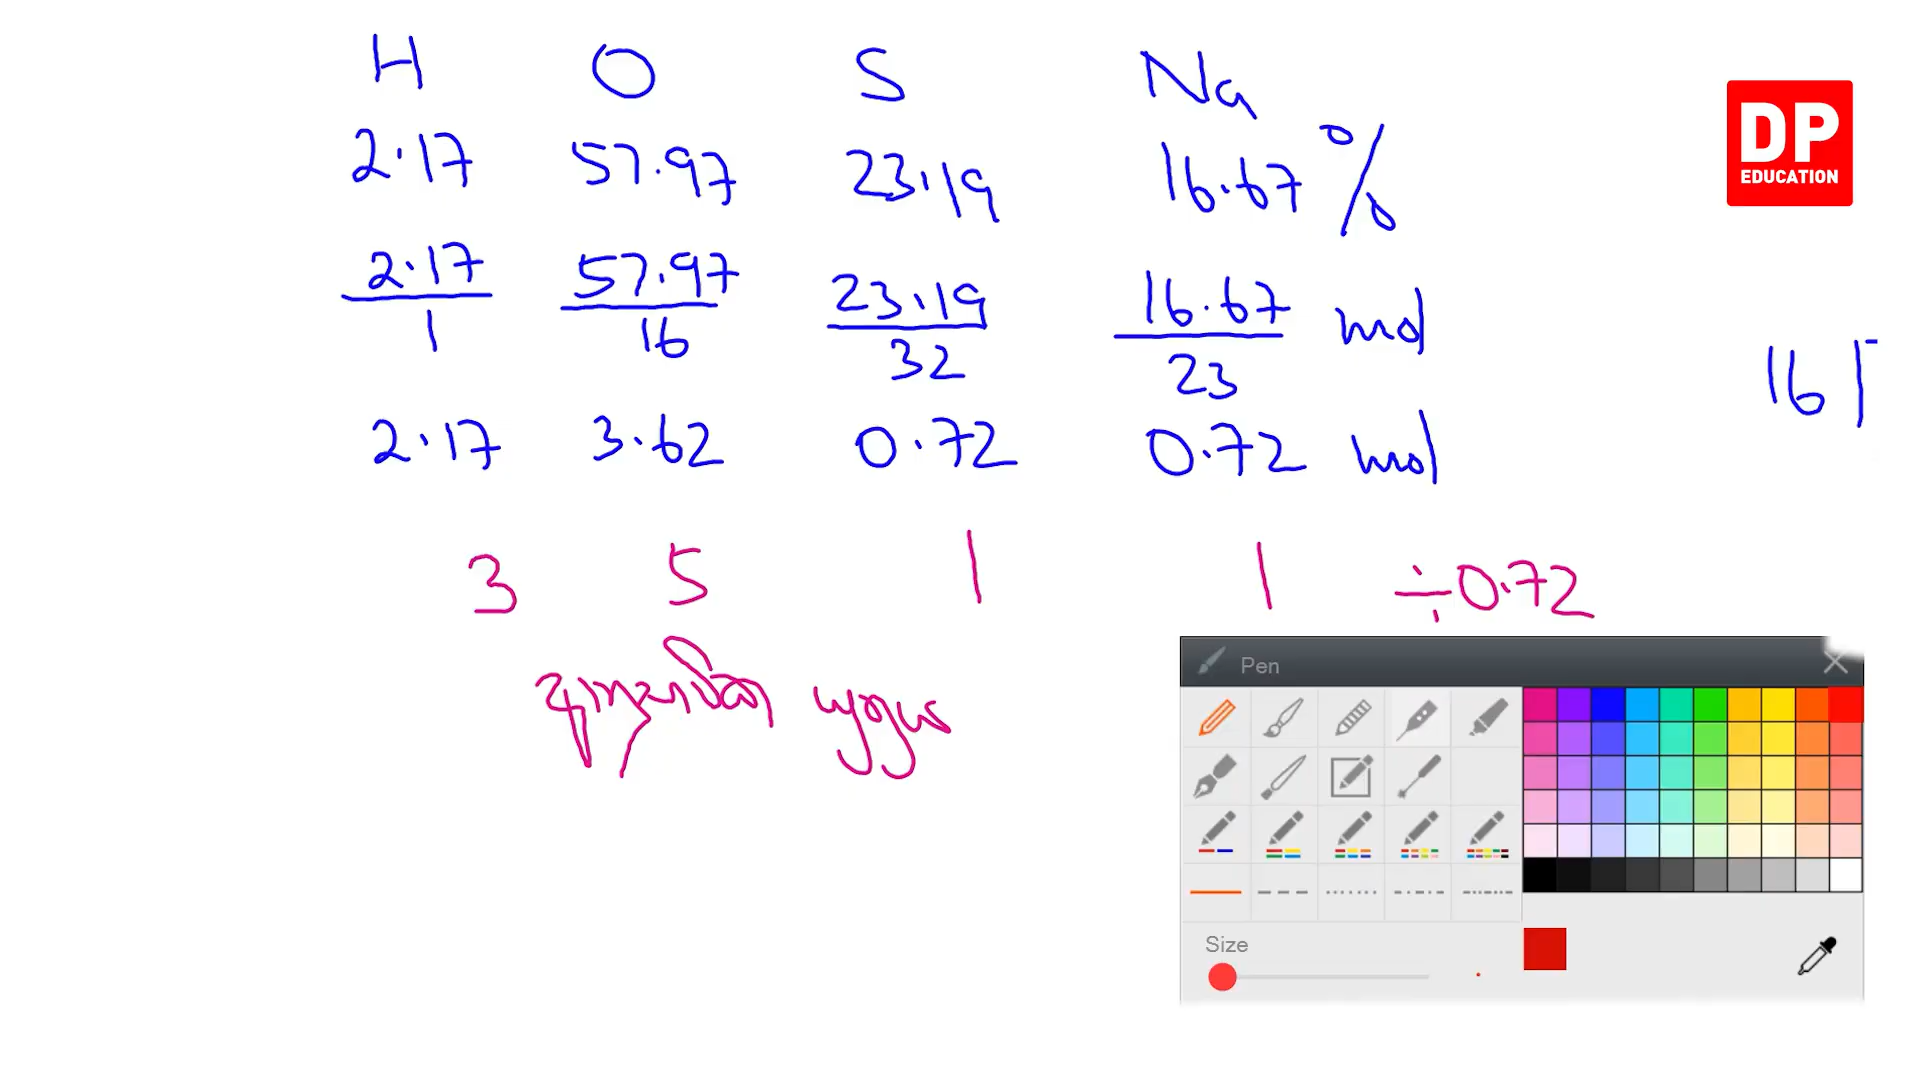 H O S Na
2.17 57.97 23.19 16.67 %
2.17/1 57.97/16 23.19/32 16.67/23 mol
2.17 3.62 0.72 0.72 mol
3 5 1 1 ÷0.72
DP
EDUCATION
16
Pen
Size